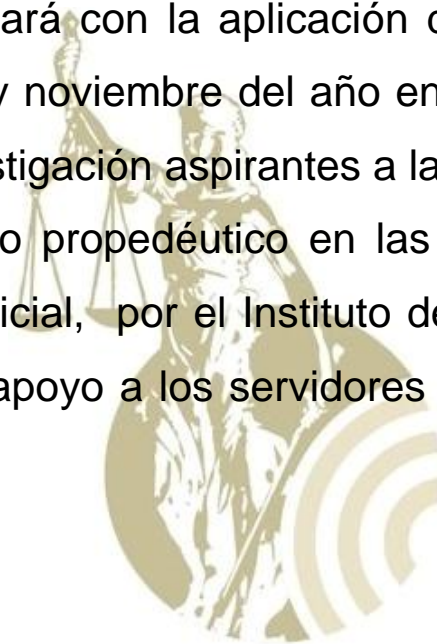 ará con la aplicación
y noviembre del año en
stigación aspirantes a la
o propedéutico en las
icial, por el Instituto de
apoyo a los servidores